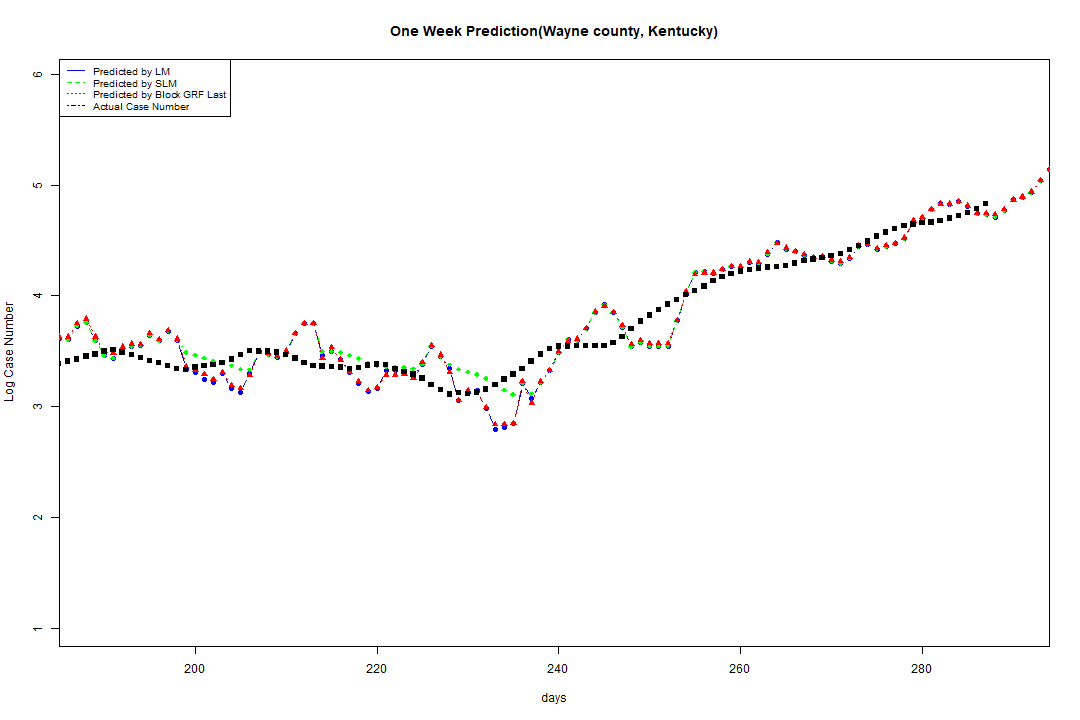 One Week Prediction(Wayne county, Kentucky)
Predicted by LM
Predicted by SLM
Predicted by Block GRF Last
Actual Case Number
6
5
4
3
2
1
Log Case Number
200 220 240 260 280
days